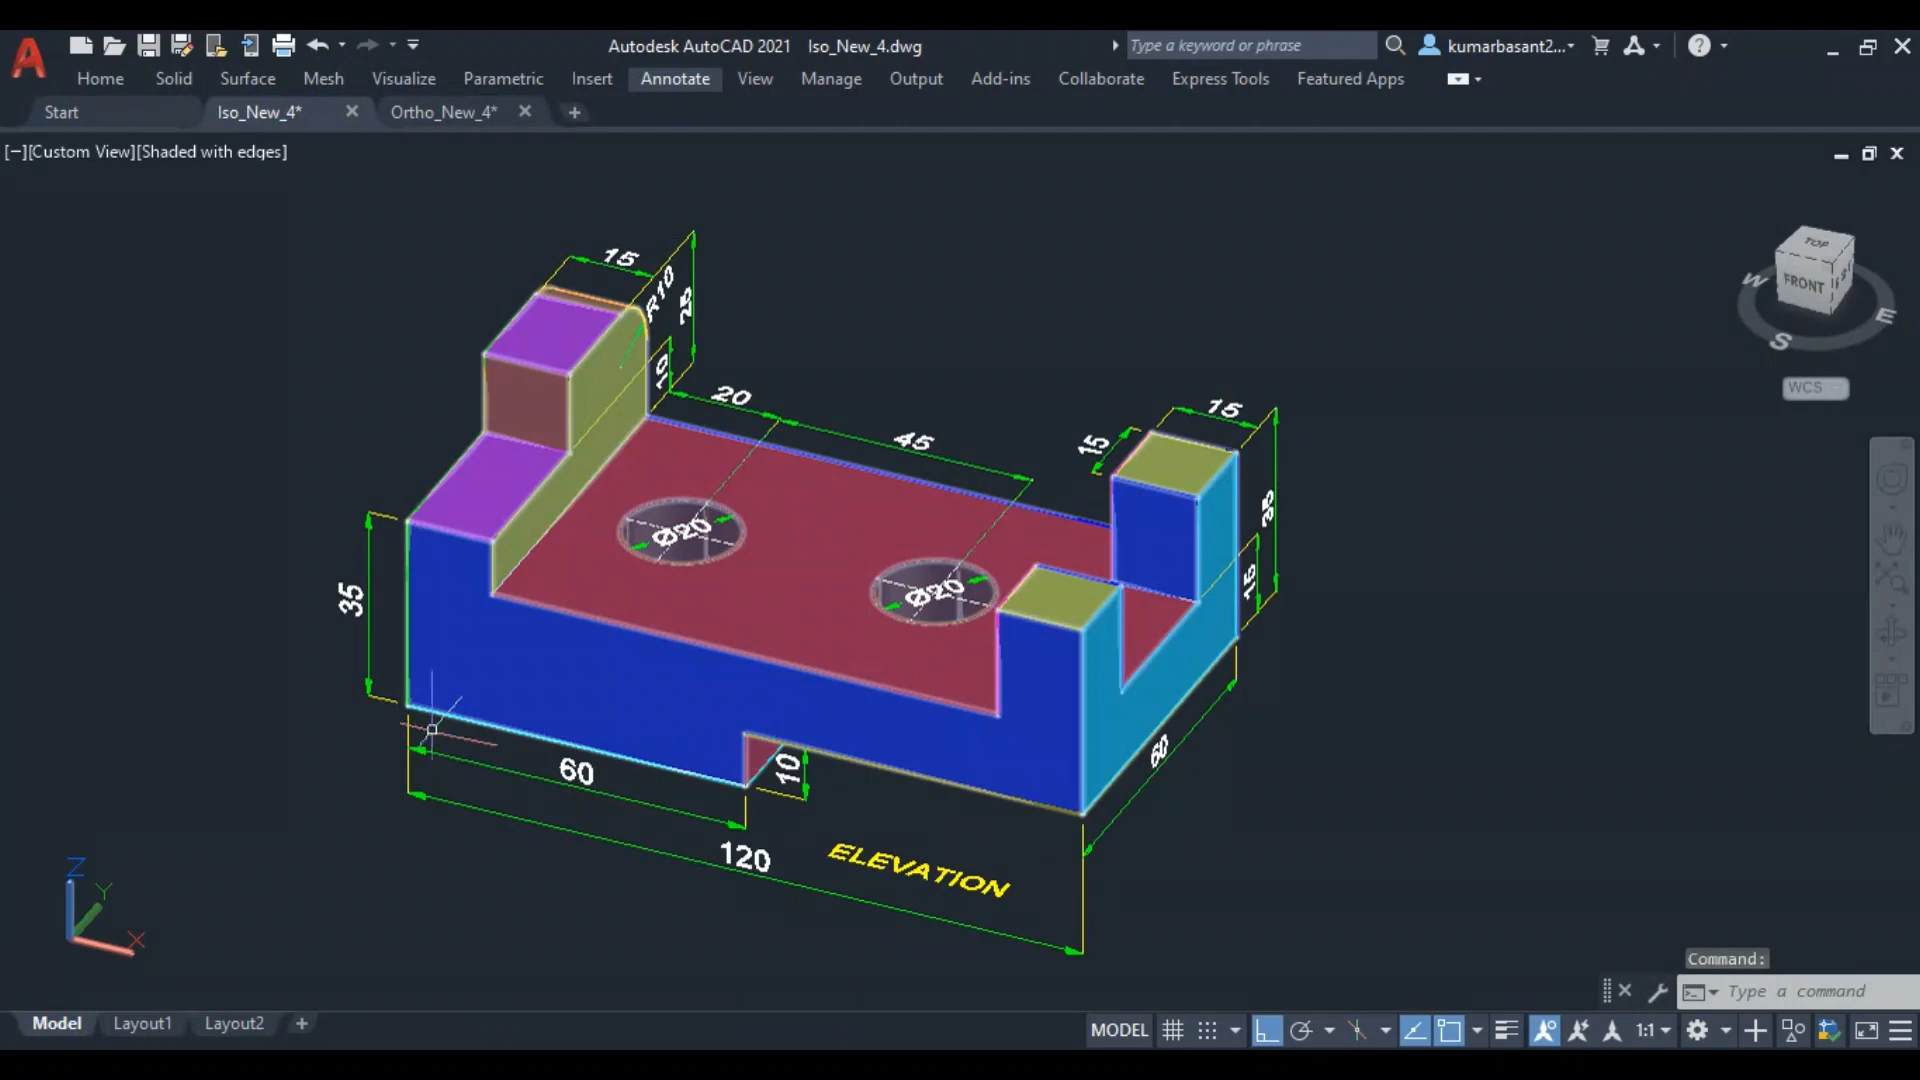 Autodesk AutoCAD 2021 Iso_New_4.dwg
Type a keyword or phrase
kumarbasant2...
Home Solid Surface Mesh Visualize Parametric Insert Annotate View Manage Output Add-ins Collaborate Express Tools Featured Apps
Start Iso_New_4* Ortho_New_4*
[−][Custom View][Shaded with edges]
TOP
FRONT
W
E
S
WCS
15
R10
25
10
20
45
15
15
35
15
Ø20
Ø20
35
60
10
60
120
ELEVATION
Z
Y
X
Command:
Type a command
Model Layout1 Layout2
MODEL
1:1